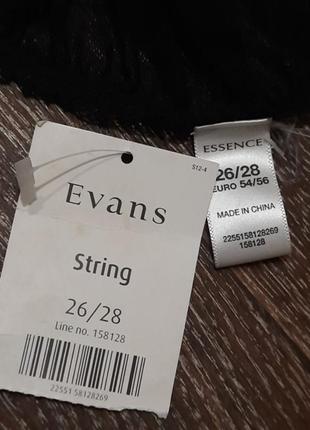 S12-4
Evans
String
26/28
Line no. 158128
22551 58128269
ESSENCE
26/28
EURO 54/56
MADE IN CHINA
2255158128269
158128